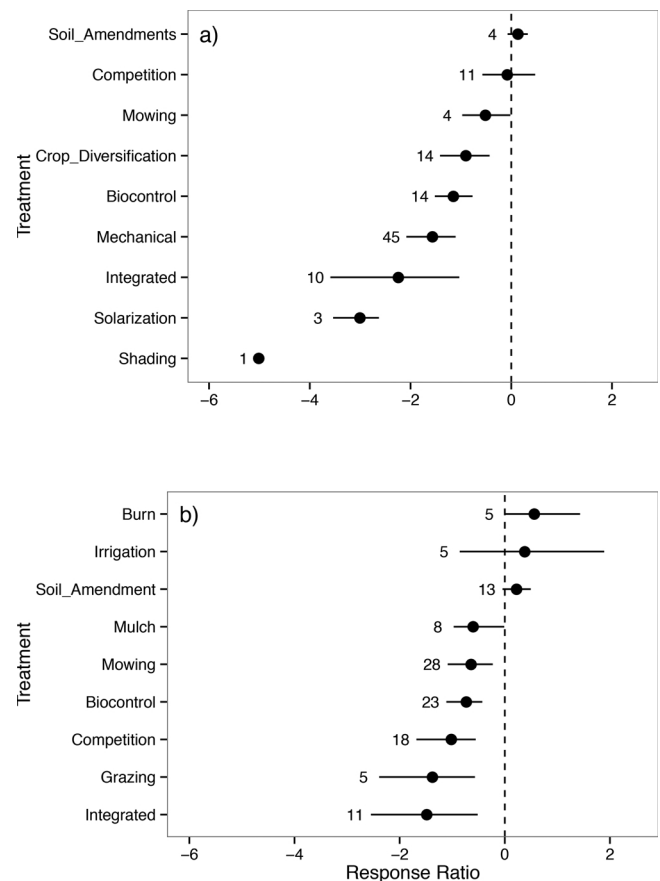 a)
Treatment
Soil_Amendments 4
Competition 11
Mowing 4
Crop_Diversification 14
Biocontrol 14
Mechanical 45
Integrated 10
Solarization 3
Shading 1
−6 −4 −2 0 2
b)
Treatment
Burn 5
Irrigation 5
Soil_Amendment 13
Mulch 8
Mowing 28
Biocontrol 23
Competition 18
Grazing 5
Integrated 11
−6 −4 −2 0 2
Response Ratio